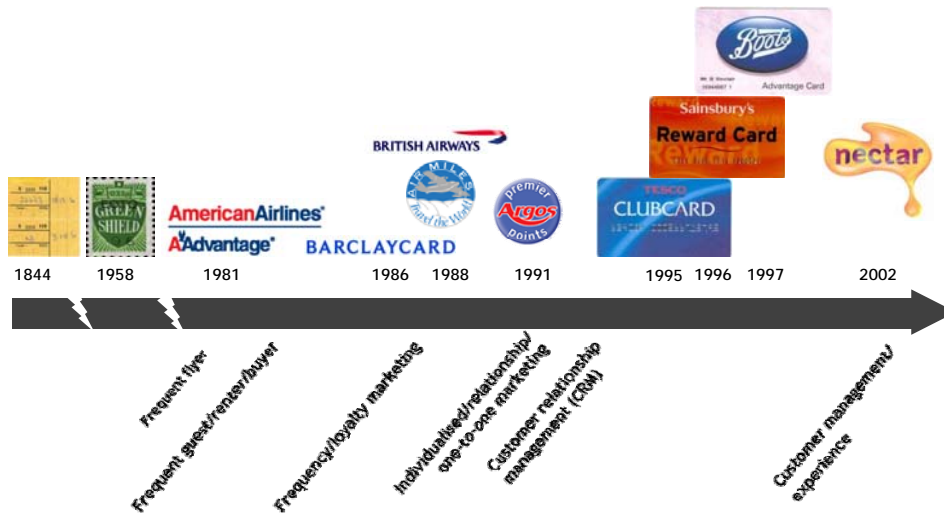 Boots
Mr B Sinclair
Advantage Card
Sainsbury's
Reward Card
BRITISH AIRWAYS
AIR MILES
Travel the World
premier
Argos
points
TESCO
CLUBCARD
nectar
GREEN
SHIELD
AmericanAirlines®
AAdvantage®
BARCLAYCARD
1844 1958 1981 1986 1988 1991 1995 1996 1997 2002
Frequent flyer
Frequent guest/renter/buyer
Frequency/loyalty marketing
Individualised/relationship/
one-to-one marketing
Customer relationship
management (CRM)
Customer management/
experience